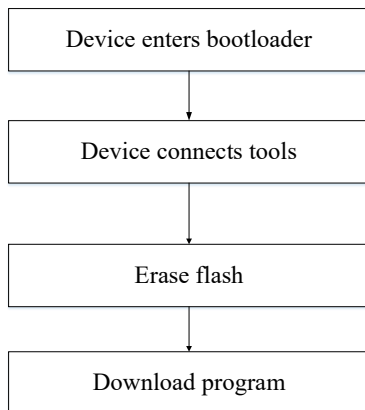 Device enters bootloader
Device connects tools
Erase flash
Download program